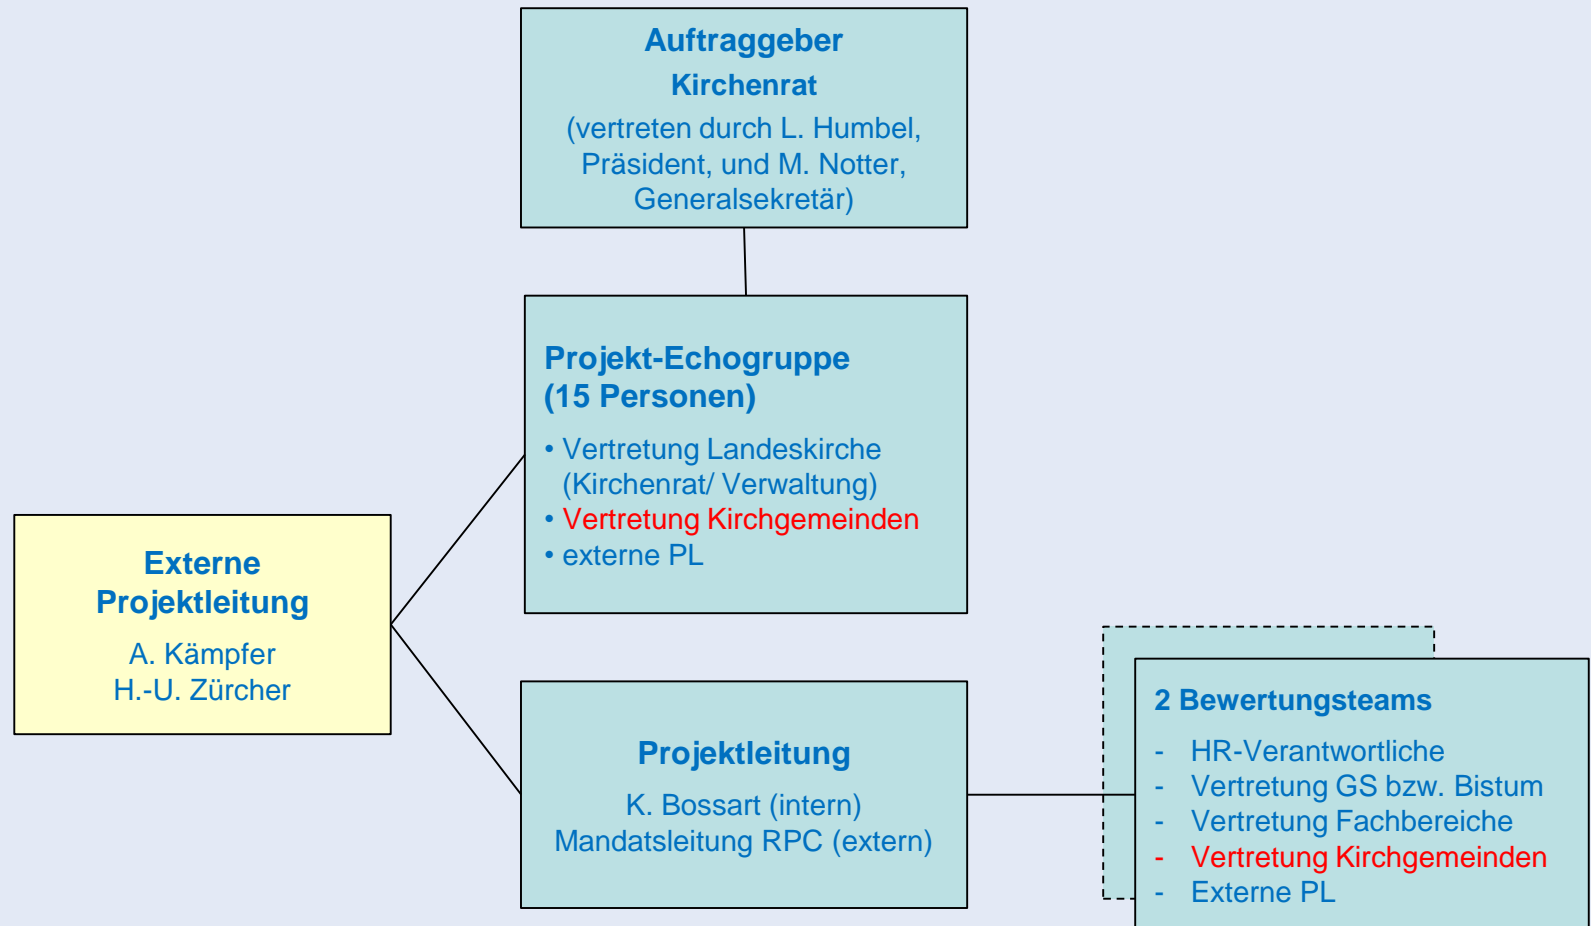 Auftraggeber
Kirchenrat
(vertreten durch L. Humbel,
Präsident, und M. Notter,
Generalsekretär)
Projekt-Echogruppe
(15 Personen)
• Vertretung Landeskirche
(Kirchenrat/ Verwaltung)
• Vertretung Kirchgemeinden
• externe PL
Externe
Projektleitung
A. Kämpfer
H.-U. Zürcher
Projektleitung
K. Bossart (intern)
Mandatsleitung RPC (extern)
2 Bewertungsteams
- HR-Verantwortliche
- Vertretung GS bzw. Bistum
- Vertretung Fachbereiche
- Vertretung Kirchgemeinden
- Externe PL